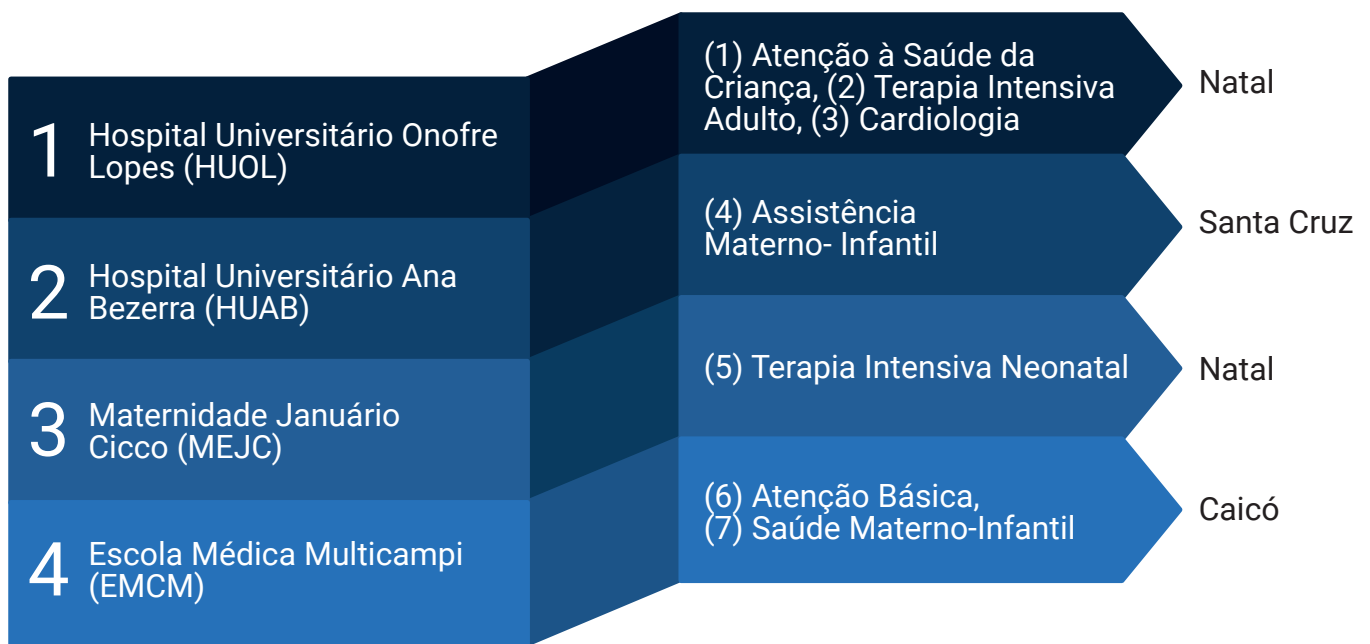 1
Hospital Universitário Onofre
Lopes (HUOL)
(1) Atenção à Saúde da
Criança, (2) Terapia Intensiva
Adulto, (3) Cardiologia
Natal
2
Hospital Universitário Ana
Bezerra (HUAB)
(4) Assistência
Materno- Infantil
Santa Cruz
3
Maternidade Januário
Cicco (MEJC)
(5) Terapia Intensiva Neonatal
Natal
4
Escola Médica Multicampi
(EMCM)
(6) Atenção Básica,
(7) Saúde Materno-Infantil
Caicó